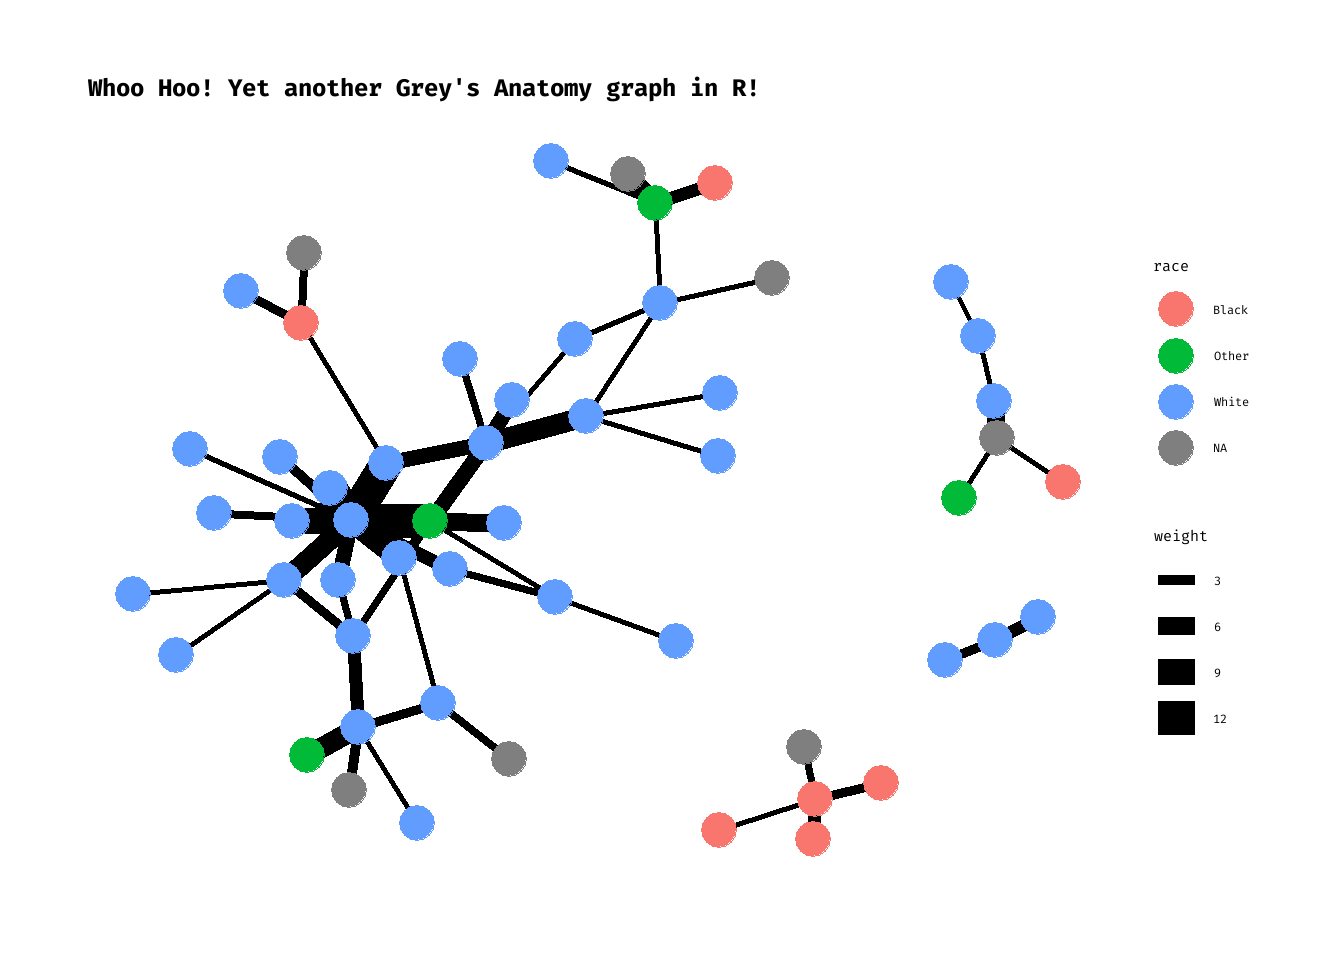 Whoo Hoo! Yet another Grey's Anatomy graph in R!
race
Black
Other
White
NA
weight
3
6
9
12